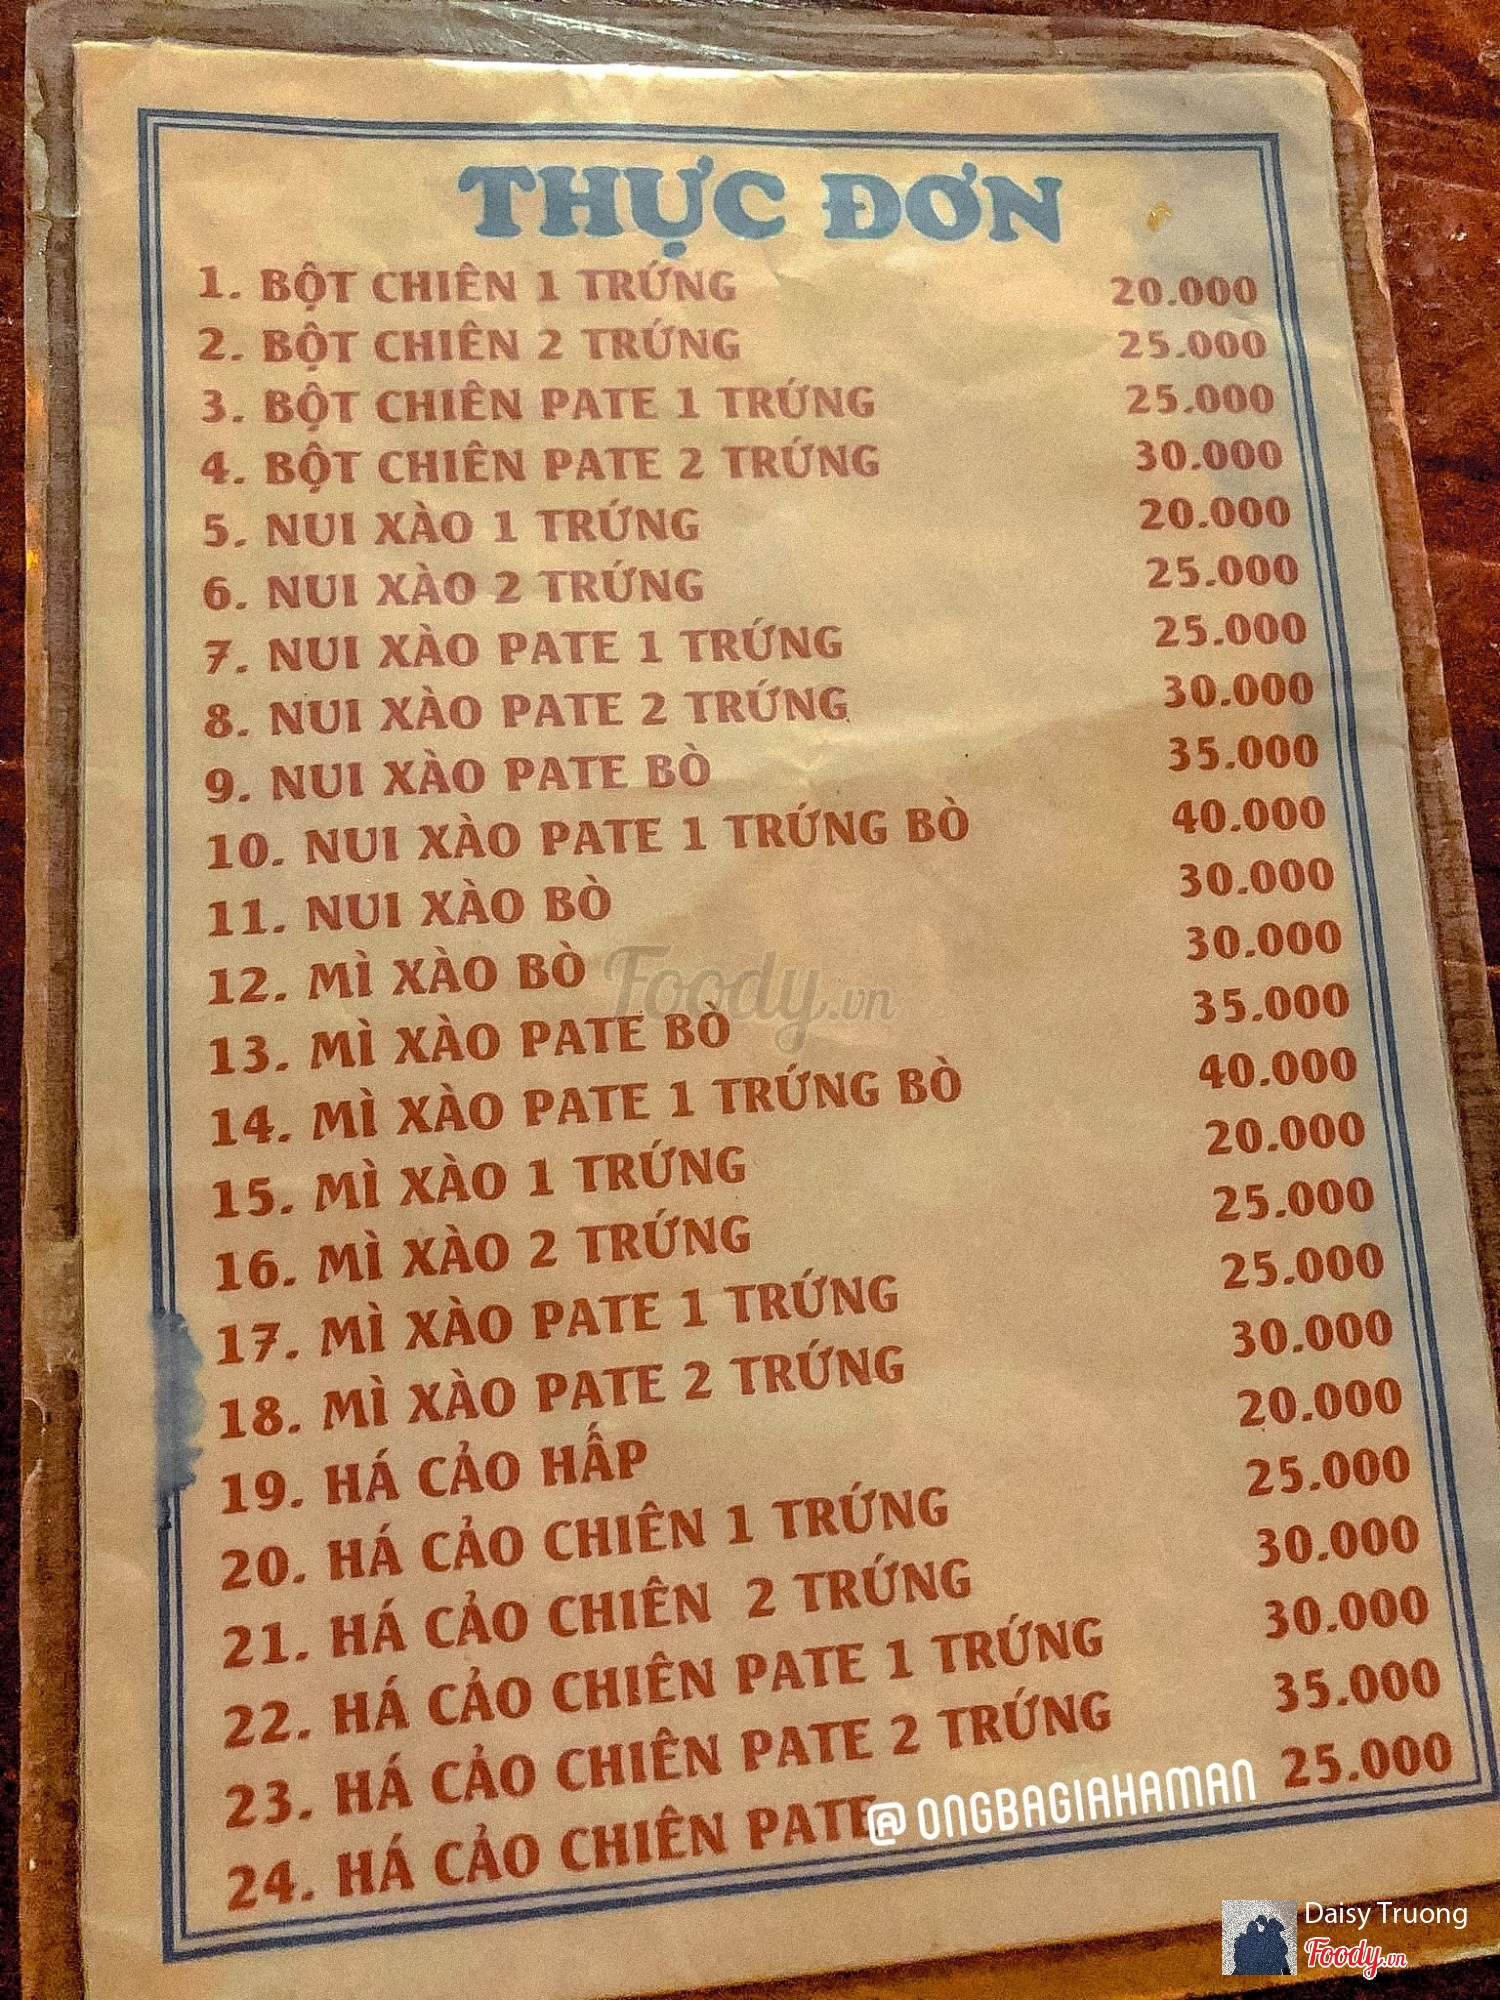 THỰC ĐƠN
1. BỘT CHIÊN 1 TRỨNG 20.000
2. BỘT CHIÊN 2 TRỨNG 25.000
3. BỘT CHIÊN PATE 1 TRỨNG 25.000
4. BỘT CHIÊN PATE 2 TRỨNG 30.000
5. NUI XÀO 1 TRỨNG 20.000
6. NUI XÀO 2 TRỨNG 25.000
7. NUI XÀO PATE 1 TRỨNG 25.000
8. NUI XÀO PATE 2 TRỨNG 30.000
9. NUI XÀO PATE BÒ 35.000
10. NUI XÀO PATE 1 TRỨNG BÒ 40.000
11. NUI XÀO BÒ 30.000
12. MÌ XÀO BÒ 30.000
Foody.vn
13. MÌ XÀO PATE BÒ 35.000
14. MÌ XÀO PATE 1 TRỨNG BÒ 40.000
15. MÌ XÀO 1 TRỨNG 20.000
16. MÌ XÀO 2 TRỨNG 25.000
17. MÌ XÀO PATE 1 TRỨNG 25.000
18. MÌ XÀO PATE 2 TRỨNG 30.000
19. HÁ CẢO HẤP 20.000
20. HÁ CẢO CHIÊN 1 TRỨNG 25.000
21. HÁ CẢO CHIÊN 2 TRỨNG 30.000
22. HÁ CẢO CHIÊN PATE 1 TRỨNG 30.000
23. HÁ CẢO CHIÊN PATE 2 TRỨNG 35.000
24. HÁ CẢO CHIÊN PATE 25.000
@ ONGBAGIAHAMAN
Daisy Truong
Foody.vn